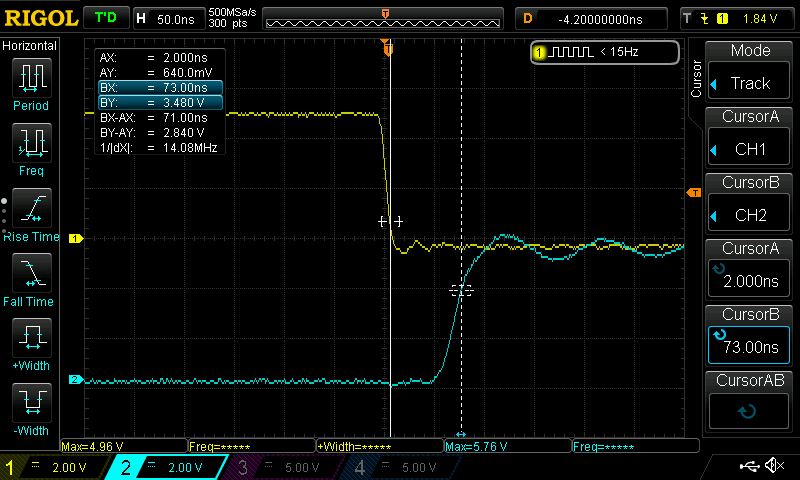 RIGOL T'D H 50.0ns 500MSa/s 300 pts D -4.20000000ns T 1 1.84 V
Horizontal
Period
Freq
Rise Time
Fall Time
+Width
-Width
AX: = 2.000ns
AY: = 640.0mV
BX: = 73.00ns
BY: = 3.480 V
BX-AX: = 71.00ns
BY-AY: = 2.840 V
1/|dX|: = 14.08MHz
T
1 < 15Hz
T
1
2
Cursor
Mode
Track
CursorA
CH1
CursorB
CH2
CursorA
2.000ns
CursorB
73.00ns
CursorAB
Max=4.96 V Freq=***** +Width=***** Max=5.76 V Freq=*****
1 = 2.00 V 2 = 2.00 V 3 = 5.00 V 4 = 5.00 V